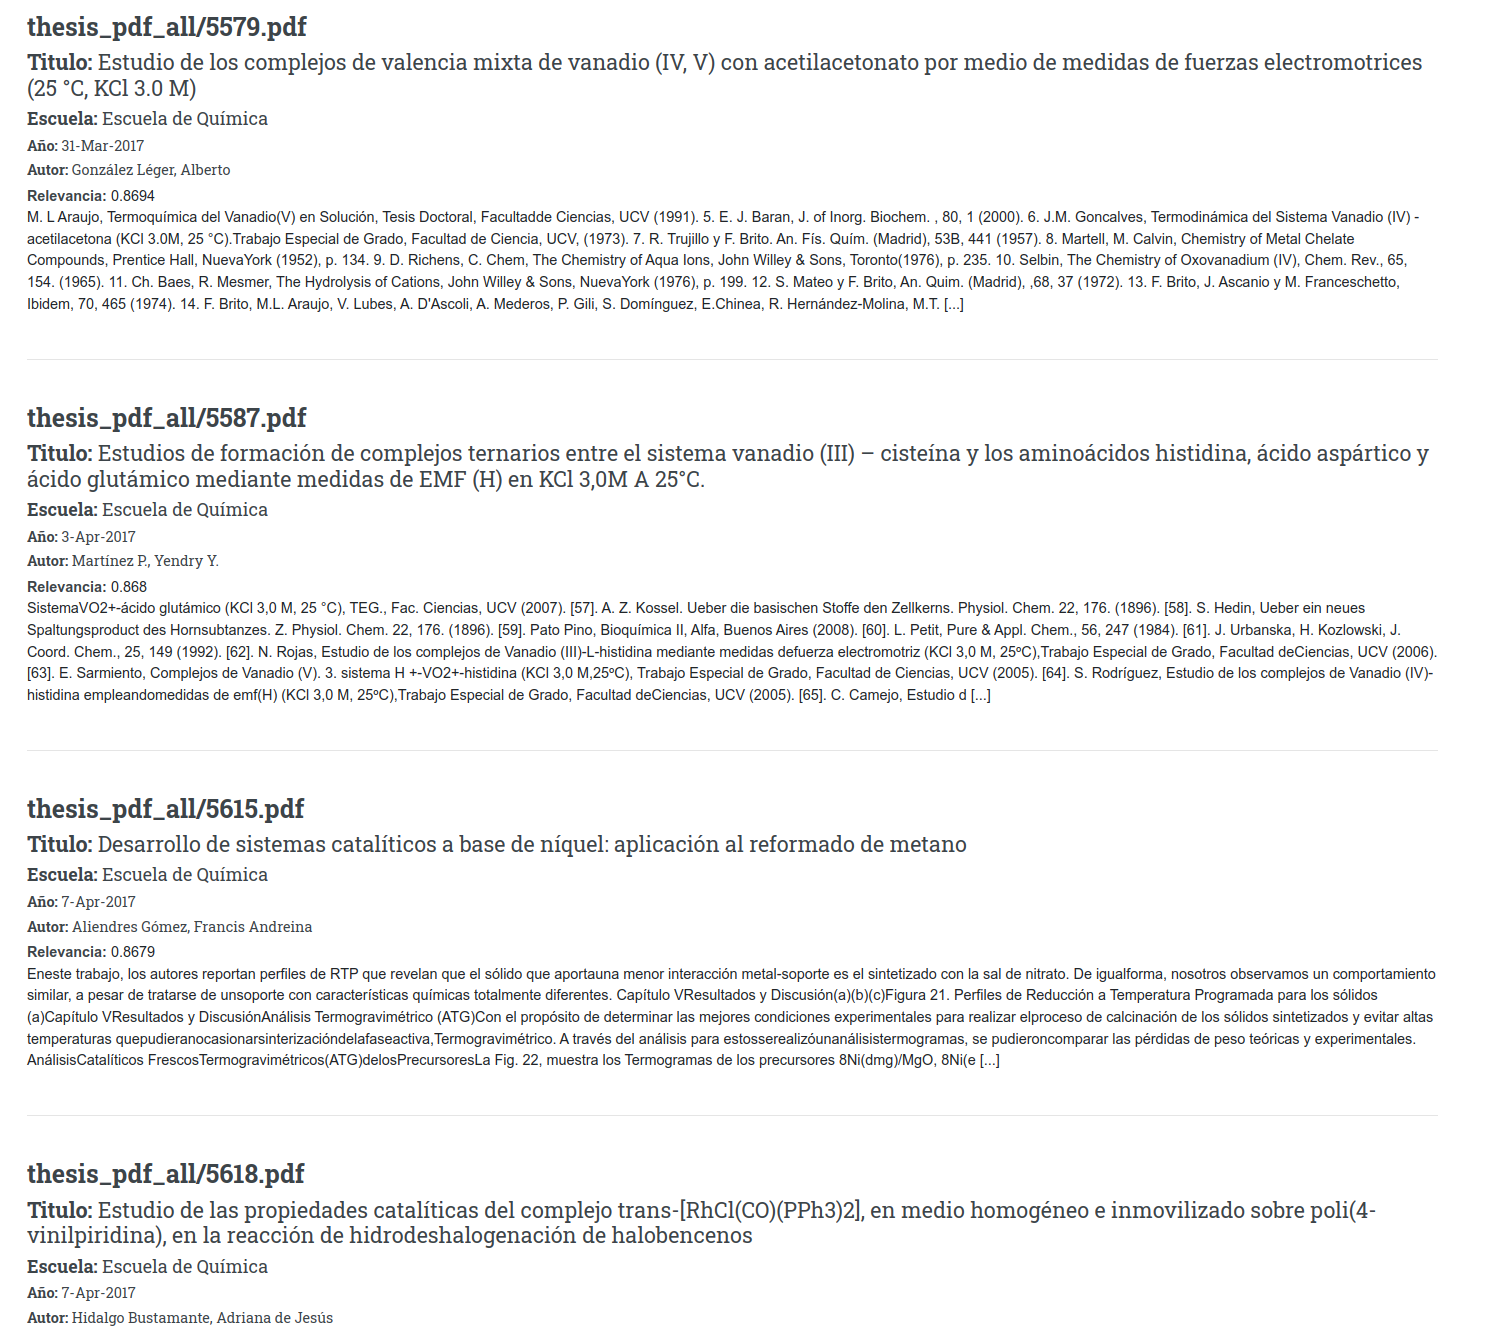 thesis_pdf_all/5579.pdf
Titulo: Estudio de los complejos de valencia mixta de vanadio (IV, V) con acetilacetonato por medio de medidas de fuerzas electromotrices
(25 °C, KCl 3.0 M)
Escuela: Escuela de Química
Año: 31-Mar-2017
Autor: González Léger, Alberto
Relevancia: 0.8694
M. L Araujo, Termoquímica del Vanadio(V) en Solución, Tesis Doctoral, Facultadde Ciencias, UCV (1991). 5. E. J. Baran, J. of Inorg. Biochem. , 80, 1 (2000). 6. J.M. Goncalves, Termodinámica del Sistema Vanadio (IV) -
acetilacetona (KCl 3.0M, 25 °C).Trabajo Especial de Grado, Facultad de Ciencia, UCV, (1973). 7. R. Trujillo y F. Brito. An. Fís. Quím. (Madrid), 53B, 441 (1957). 8. Martell, M. Calvin, Chemistry of Metal Chelate
Compounds, Prentice Hall, NuevaYork (1952), p. 134. 9. D. Richens, C. Chem, The Chemistry of Aqua Ions, John Willey & Sons, Toronto(1976), p. 235. 10. Selbin, The Chemistry of Oxovanadium (IV), Chem. Rev., 65,
154. (1965). 11. Ch. Baes, R. Mesmer, The Hydrolysis of Cations, John Willey & Sons, NuevaYork (1976), p. 199. 12. S. Mateo y F. Brito, An. Quim. (Madrid), ,68, 37 (1972). 13. F. Brito, J. Ascanio y M. Franceschetto,
Ibidem, 70, 465 (1974). 14. F. Brito, M.L. Araujo, V. Lubes, A. D'Ascoli, A. Mederos, P. Gili, S. Domínguez, E.Chinea, R. Hernández-Molina, M.T. [...]
thesis_pdf_all/5587.pdf
Titulo: Estudios de formación de complejos ternarios entre el sistema vanadio (III) – cisteína y los aminoácidos histidina, ácido aspártico y
ácido glutámico mediante medidas de EMF (H) en KCl 3,0M A 25°C.
Escuela: Escuela de Química
Año: 3-Apr-2017
Autor: Martínez P., Yendry Y.
Relevancia: 0.868
SistemaVO2+-ácido glutámico (KCl 3,0 M, 25 °C), TEG., Fac. Ciencias, UCV (2007). [57]. A. Z. Kossel. Ueber die basischen Stoffe den Zellkerns. Physiol. Chem. 22, 176. (1896). [58]. S. Hedin, Ueber ein neues
Spaltungsproduct des Hornsubtanzes. Z. Physiol. Chem. 22, 176. (1896). [59]. Pato Pino, Bioquímica II, Alfa, Buenos Aires (2008). [60]. L. Petit, Pure & Appl. Chem., 56, 247 (1984). [61]. J. Urbanska, H. Kozlowski, J.
Coord. Chem., 25, 149 (1992). [62]. N. Rojas, Estudio de los complejos de Vanadio (III)-L-histidina mediante medidas defuerza electromotriz (KCl 3,0 M, 25ºC),Trabajo Especial de Grado, Facultad deCiencias, UCV (2006).
[63]. E. Sarmiento, Complejos de Vanadio (V). 3. sistema H +-VO2+-histidina (KCl 3,0 M,25ºC), Trabajo Especial de Grado, Facultad de Ciencias, UCV (2005). [64]. S. Rodríguez, Estudio de los complejos de Vanadio (IV)-
histidina empleandomedidas de emf(H) (KCl 3,0 M, 25ºC),Trabajo Especial de Grado, Facultad deCiencias, UCV (2005). [65]. C. Camejo, Estudio d [...]
thesis_pdf_all/5615.pdf
Titulo: Desarrollo de sistemas catalíticos a base de níquel: aplicación al reformado de metano
Escuela: Escuela de Química
Año: 7-Apr-2017
Autor: Aliendres Gómez, Francis Andreina
Relevancia: 0.8679
Eneste trabajo, los autores reportan perfiles de RTP que revelan que el sólido que aportauna menor interacción metal-soporte es el sintetizado con la sal de nitrato. De igualforma, nosotros observamos un comportamiento
similar, a pesar de tratarse de unsoporte con características químicas totalmente diferentes. Capítulo VResultados y Discusión(a)(b)(c)Figura 21. Perfiles de Reducción a Temperatura Programada para los sólidos
(a)Capítulo VResultados y DiscusiónAnálisis Termogravimétrico (ATG)Con el propósito de determinar las mejores condiciones experimentales para realizar elproceso de calcinación de los sólidos sintetizados y evitar altas
temperaturas quepudieranocasionarsinterizacióndelafaseactiva,Termogravimétrico. A través del análisis para estosserealizóunanálisistermogramas, se pudieroncomparar las pérdidas de peso teóricas y experimentales.
AnálisisCatalíticos FrescosTermogravimétricos(ATG)delosPrecursoresLa Fig. 22, muestra los Termogramas de los precursores 8Ni(dmg)/MgO, 8Ni(e [...]
thesis_pdf_all/5618.pdf
Titulo: Estudio de las propiedades catalíticas del complejo trans-[RhCl(CO)(PPh3)2], en medio homogéneo e inmovilizado sobre poli(4-
vinilpiridina), en la reacción de hidrodeshalogenación de halobencenos
Escuela: Escuela de Química
Año: 7-Apr-2017
Autor: Hidalgo Bustamante, Adriana de Jesús